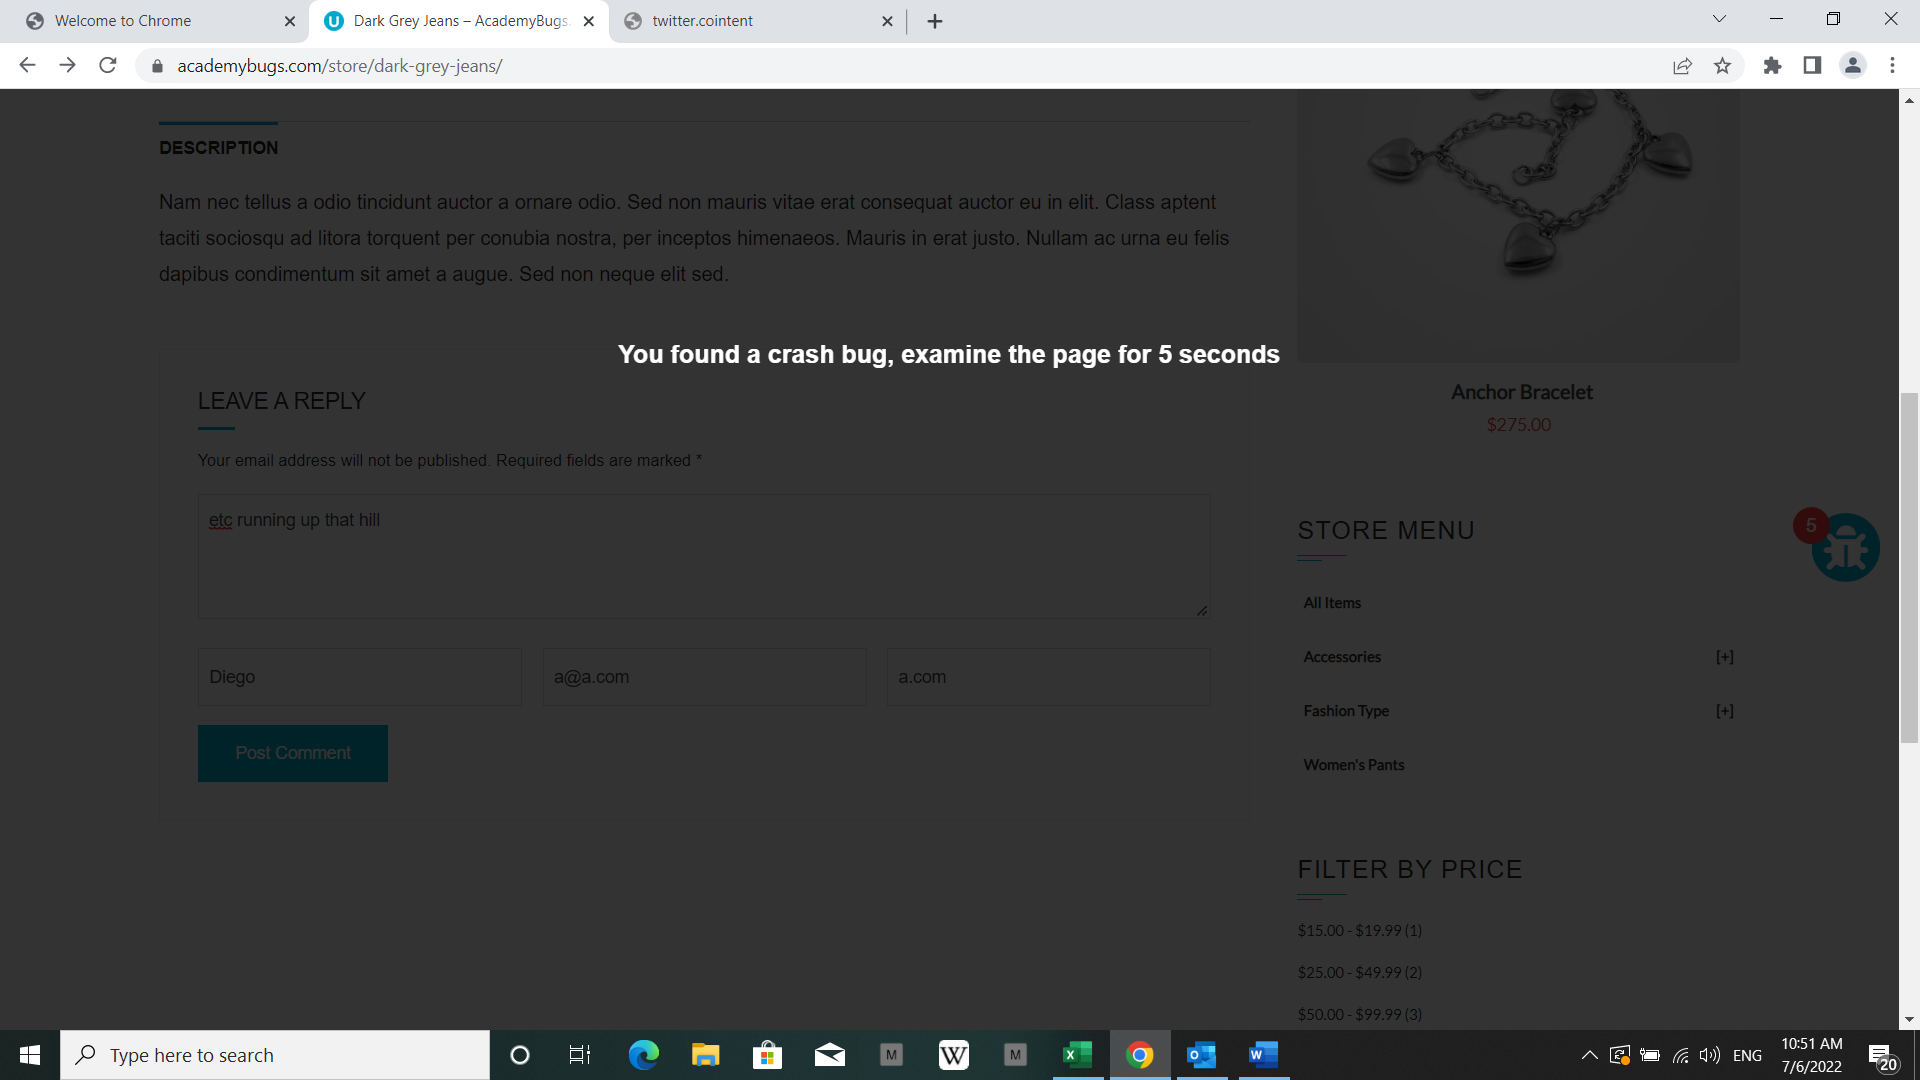 Welcome to Chrome
Dark Grey Jeans – AcademyBugs.
twitter.cointent
academybugs.com/store/dark-grey-jeans/
DESCRIPTION
Nam nec tellus a odio tincidunt auctor a ornare odio. Sed non mauris vitae erat consequat auctor eu in elit. Class aptent
taciti sociosqu ad litora torquent per conubia nostra, per inceptos himenaeos. Mauris in erat justo. Nullam ac urna eu felis
dapibus condimentum sit amet a augue. Sed non neque elit sed.
You found a crash bug, examine the page for 5 seconds
LEAVE A REPLY
Your email address will not be published. Required fields are marked *
etc running up that hill
Diego
a@a.com
a.com
Post Comment
Anchor Bracelet
$275.00
STORE MENU
5
All Items
Accessories [+]
Fashion Type [+]
Women's Pants
FILTER BY PRICE
$15.00 - $19.99 (1)
$25.00 - $49.99 (2)
$50.00 - $99.99 (3)
Type here to search
M
W
M
ENG
10:51 AM
7/6/2022
20